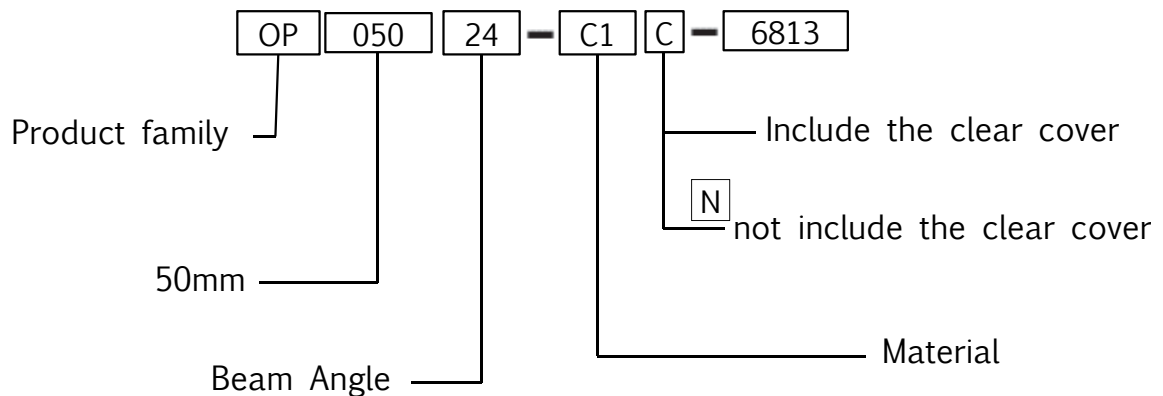 OP 050 24 - C1 C - 6813
Product family
Include the clear cover
N
not include the clear cover
50mm
Material
Beam Angle